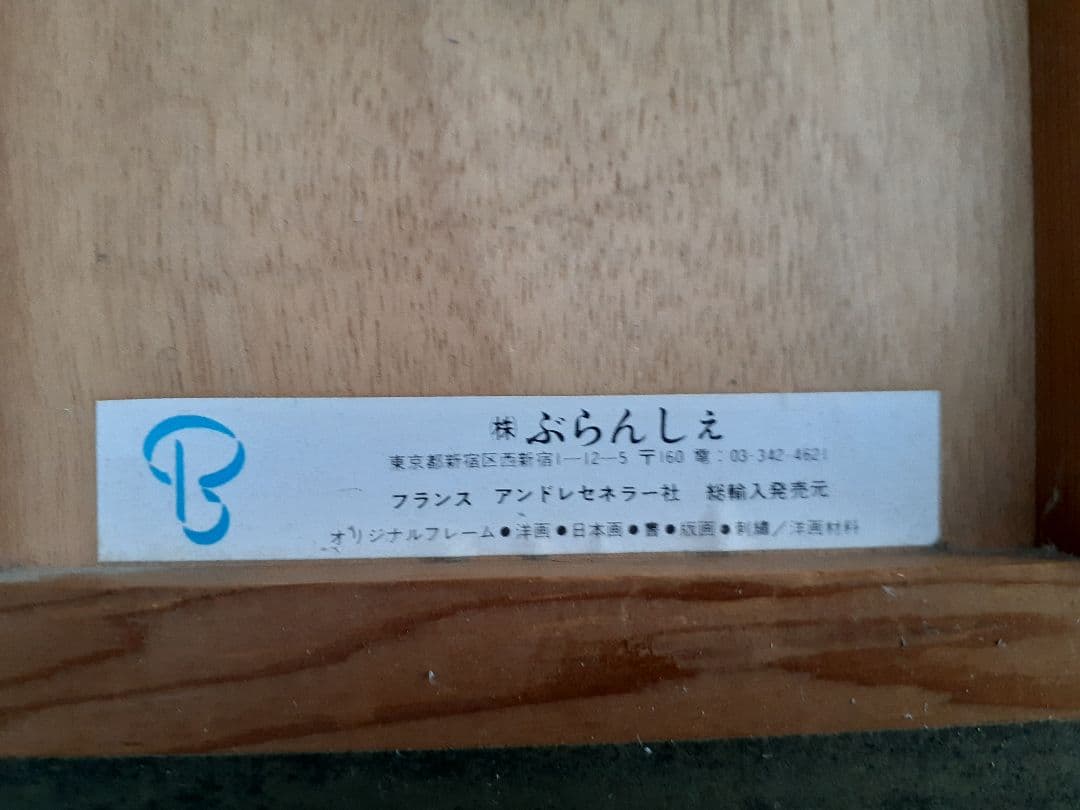 ㈱ ぶらんしぇ
東京都新宿区西新宿1—12—5 〒160 電：03-342-4621
フランス アンドレセネラー社 総輸入発売元
オリジナルフレーム●洋画●日本画●書●版画●刺繍／洋画材料